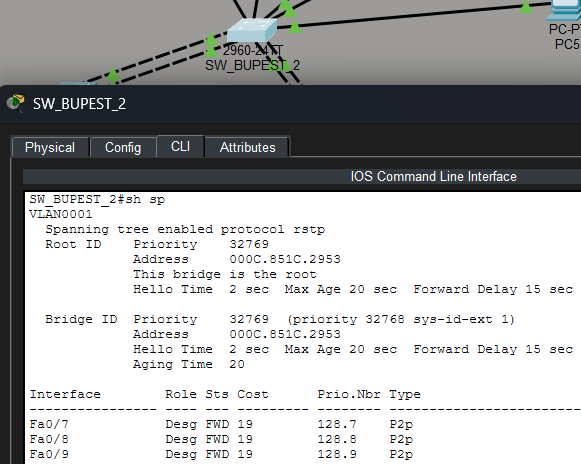 2960-24TT
SW_BUPEST_2
PC-P
PC5
SW_BUPEST_2
Physical Config CLI Attributes
IOS Command Line Interface
SW_BUPEST_2#sh sp
VLAN0001
  Spanning tree enabled protocol rstp
  Root ID    Priority    32769
             Address     000C.851C.2953
             This bridge is the root
             Hello Time  2 sec  Max Age 20 sec  Forward Delay 15 sec

  Bridge ID  Priority    32769  (priority 32768 sys-id-ext 1)
             Address     000C.851C.2953
             Hello Time  2 sec  Max Age 20 sec  Forward Delay 15 sec
             Aging Time  20

Interface        Role Sts Cost      Prio.Nbr Type
---------------- ---- --- --------- -------- --------------------------------
Fa0/7            Desg FWD 19        128.7    P2p
Fa0/8            Desg FWD 19        128.8    P2p
Fa0/9            Desg FWD 19        128.9    P2p